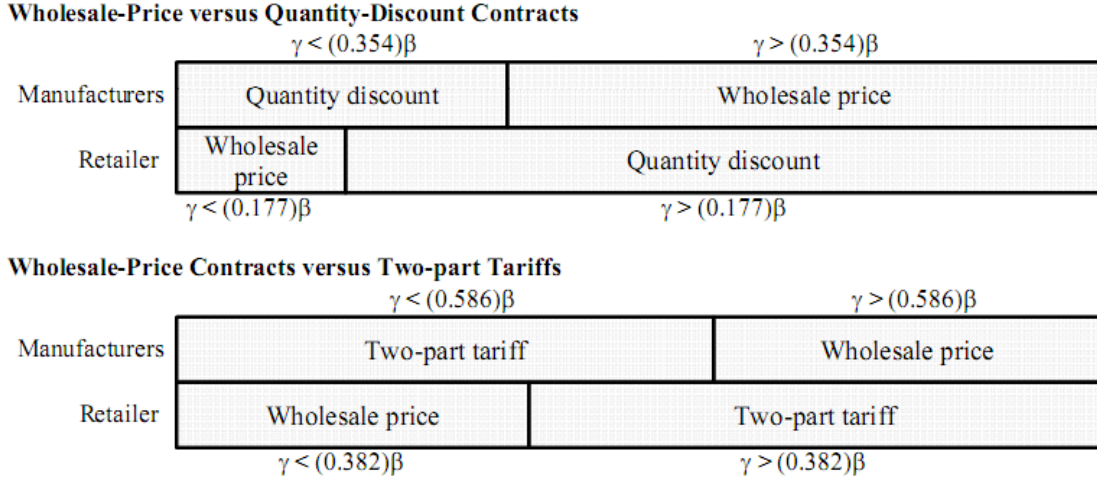 Wholesale-Price versus Quantity-Discount Contracts
γ < (0.354)β γ > (0.354)β
Manufacturers Quantity discount Wholesale price
Retailer Wholesale price Quantity discount
γ < (0.177)β γ > (0.177)β
Wholesale-Price Contracts versus Two-part Tariffs
γ < (0.586)β γ > (0.586)β
Manufacturers Two-part tariff Wholesale price
Retailer Wholesale price Two-part tariff
γ < (0.382)β γ > (0.382)β